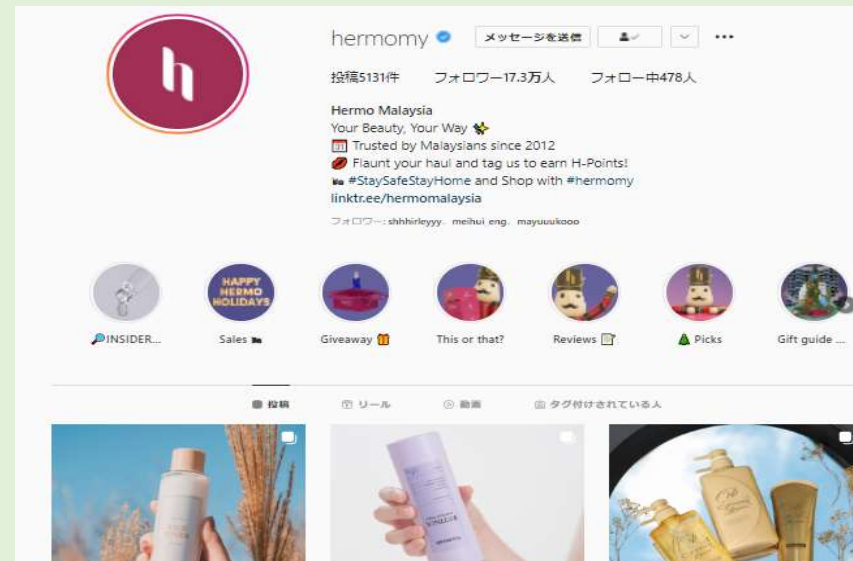 hermomy メッセージを送信
投稿5131件 フォロワー17.3万人 フォロー中478人
Hermo Malaysia
Your Beauty, Your Way ✨
📅 Trusted by Malaysians since 2012
💋 Flaunt your haul and tag us to earn H-Points!
#StaySafeStayHome and Shop with #hermomy
linktr.ee/hermomalaysia
フォロワー: shhhirleyyy、meihui eng、mayuuukooo
HAPPY
HERMO
HOLIDAYS
🔎INSIDER... Sales Giveaway 🎁 This or that? Reviews 📝 🎄 Picks Gift guide ...
投稿 リール 動画 タグ付けされている人